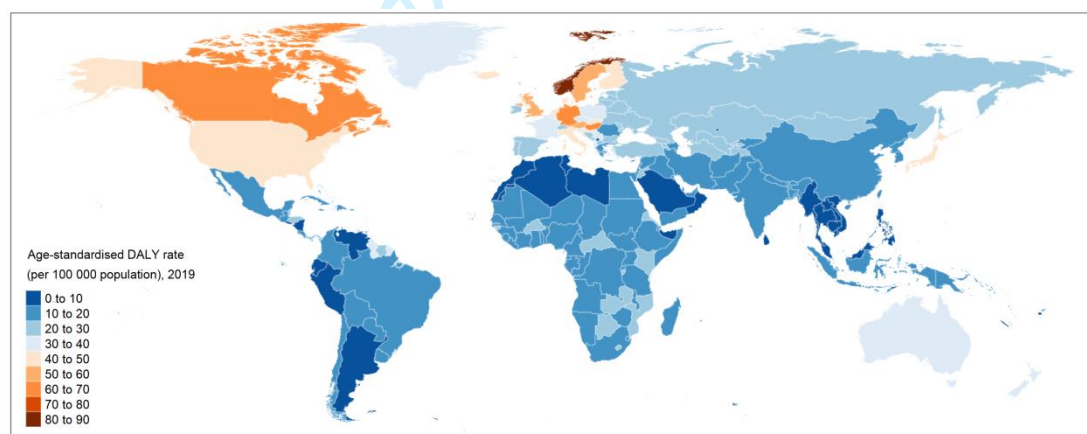 Age-standardised DALY rate
(per 100 000 population), 2019
0 to 10
10 to 20
20 to 30
30 to 40
40 to 50
50 to 60
60 to 70
70 to 80
80 to 90